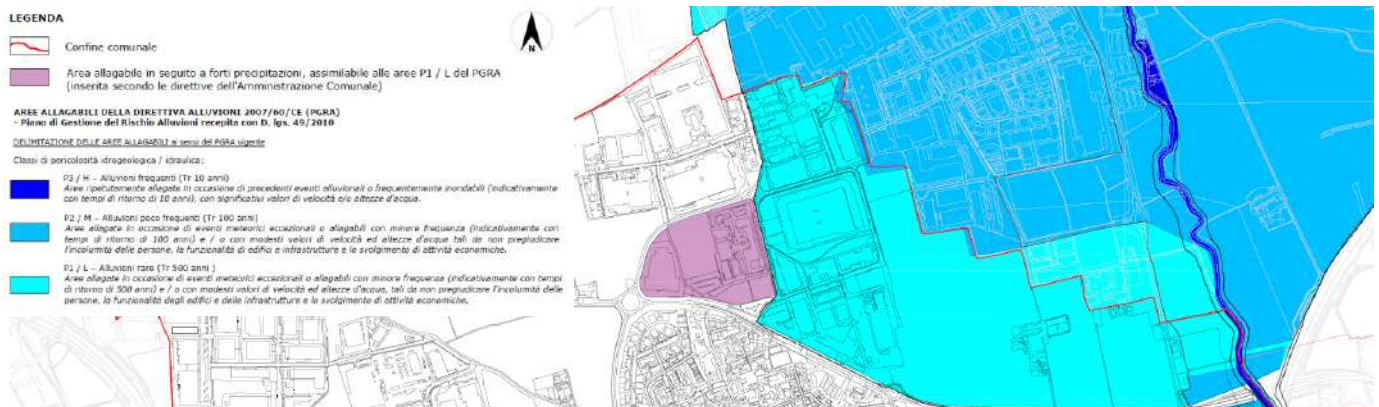 LEGENDA
N
Confine comunale
Area allagabile in seguito a forti precipitazioni, assimilabile alle aree P1 / L del PGRA
(inserita secondo le direttive dell'Amministrazione Comunale)
AREE ALLAGABILI DELLA DIRETTIVA ALLUVIONI 2007/60/CE (PGRA)
- Piano di Gestione del Rischio Alluvioni recepita con D. lgs. 49/2010
DELIMITAZIONE DELLE AREE ALLAGABILI ai sensi del PGRA vigente
Classi di pericolosità idrogeologica / idraulica:
P3 / H – Alluvioni frequenti (Tr 10 anni)
Aree ripetutamente allagate in occasione di precedenti eventi alluvionali o frequentemente inondabili (indicativamente
con tempi di ritorno di 10 anni), con significativi valori di velocità e/o altezze d'acqua.
P2 / M – Alluvioni poco frequenti (Tr 100 anni)
Aree allagate in occasione di eventi meteorici eccezionali o allagabili con minore frequenza (indicativamente con
tempi di ritorno di 100 anni) e / o con modesti valori di velocità ed altezze d'acqua tali da non pregiudicare
l'incolumità delle persone, la funzionalità di edifici e infrastrutture e lo svolgimento di attività economiche.
P1 / L – Alluvioni rare (Tr 500 anni )
Aree allagate in occasione di eventi meteorici eccezionali o allagabili con minore frequenza (indicativamente con tempi
di ritorno di 500 anni) e / o con modesti valori di velocità ed altezze d'acqua, tali da non pregiudicare l'incolumità delle
persone, la funzionalità degli edifici e delle infrastrutture e lo svolgimento di attività economiche.